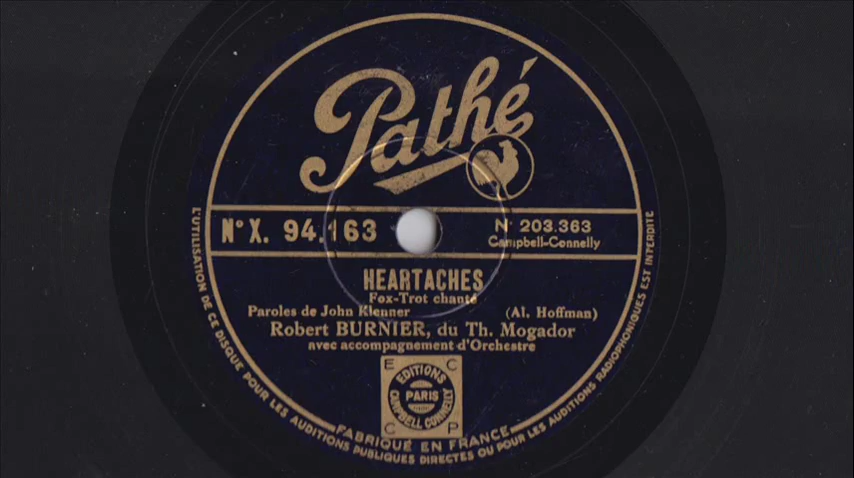 Pathé
N° X. 94.163
N 203.363
Campbell-Connelly
HEARTACHES
Fox-Trot chanté
Paroles de John Klenner (Al. Hoffman)
Robert BURNIER, du Th. Mogador
avec accompagnement d'Orchestre
E C
EDITIONS
PARIS
CAMPBELL CONNELLY
C P
FABRIQUÉ EN FRANCE
L'UTILISATION DE CE DISQUE POUR LES AUDITIONS PUBLIQUES DIRECTES OU POUR LES AUDITIONS RADIOPHONIQUES EST INTERDITE